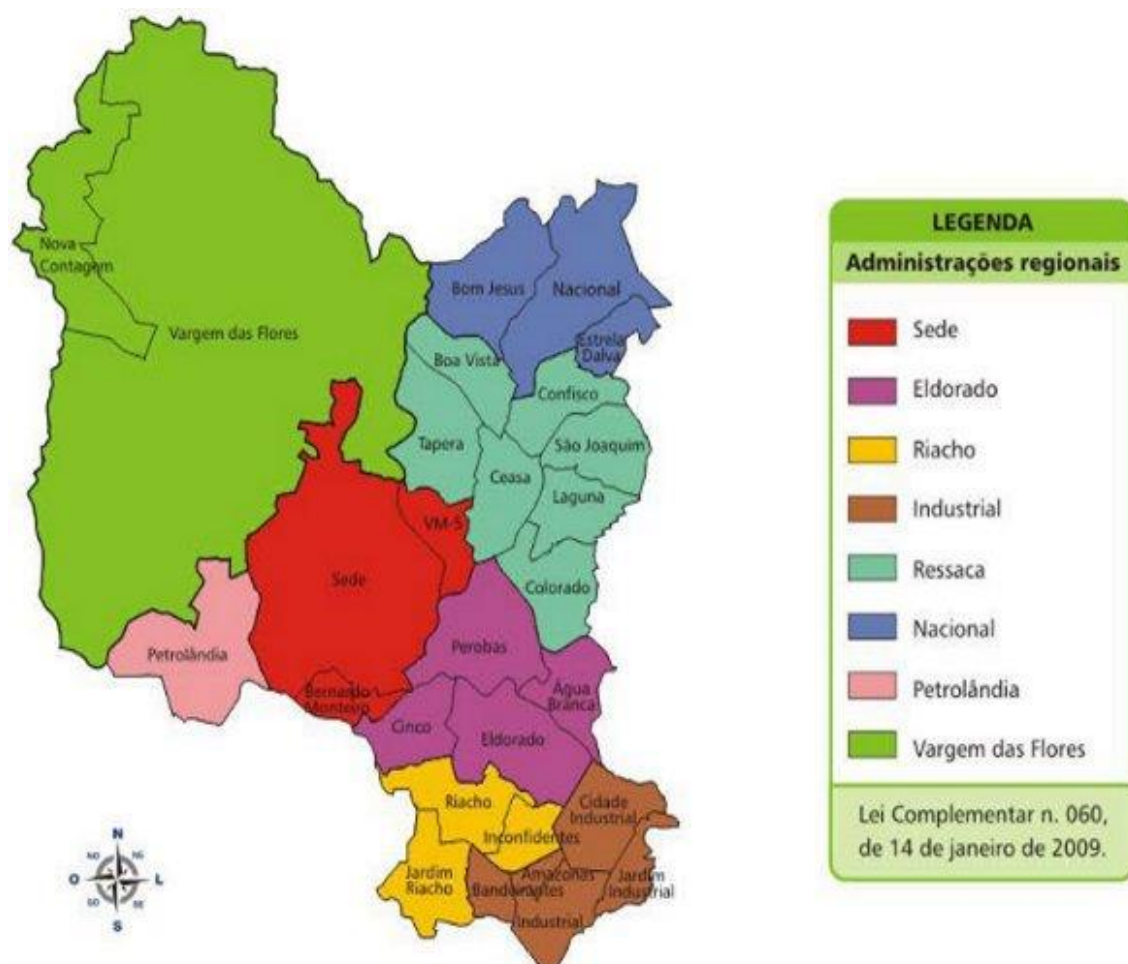 Nova
Contagem
Vargem das Flores
Bom Jesus
Nacional
Estrela
Dalva
Boa Vista
Confisco
Tapera
São Joaquim
Ceasa
Laguna
VM-5
Sede
Colorado
Petrolândia
Perobas
Bernardo
Monteiro
Água
Branca
Cinco
Eldorado
Riacho
Cidade
Industrial
Inconfidentes
Jardim
Riacho
Amazonas
Bandeirantes
Jardim
Industrial
Industrial
N
NO
NE
O
L
SO
SE
S
LEGENDA
Administrações regionais
Sede
Eldorado
Riacho
Industrial
Ressaca
Nacional
Petrolândia
Vargem das Flores
Lei Complementar n. 060,
de 14 de janeiro de 2009.